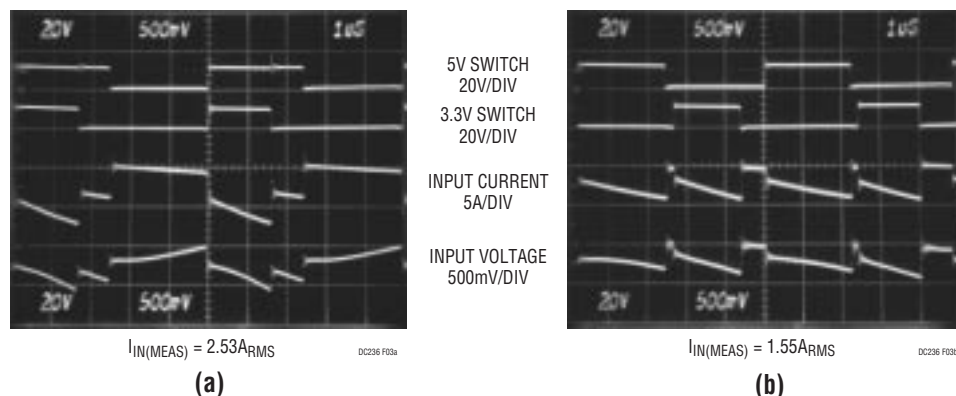 20V 500mV 1uS
20V 500mV
5V SWITCH
20V/DIV
3.3V SWITCH
20V/DIV
INPUT CURRENT
5A/DIV
INPUT VOLTAGE
500mV/DIV
20V 500mV 1uS
20V 500mV
IIN(MEAS) = 2.53ARMS
DC236 F03a
(a)
IIN(MEAS) = 1.55ARMS
DC236 F03b
(b)